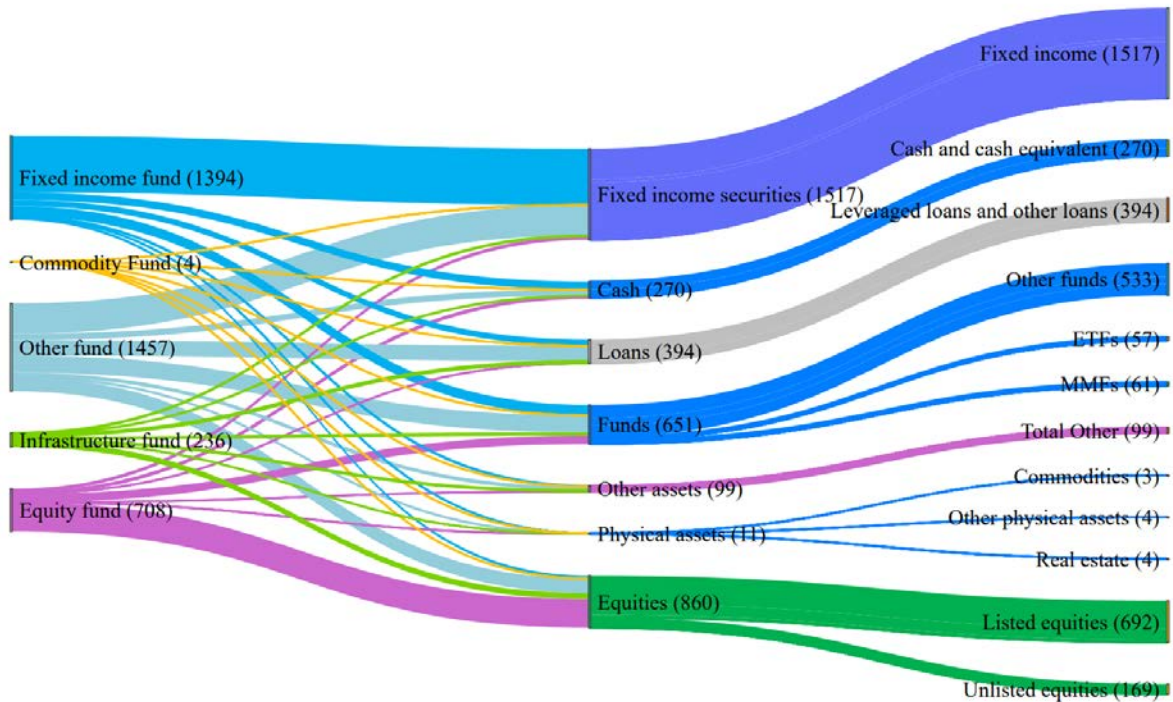 Fixed income fund (1394)
Commodity Fund (4)
Other fund (1457)
Infrastructure fund (236)
Equity fund (708)
Fixed income securities (1517)
Cash (270)
Loans (394)
Funds (651)
Other assets (99)
Physical assets (11)
Equities (860)
Fixed income (1517)
Cash and cash equivalent (270)
Leveraged loans and other loans (394)
Other funds (533)
ETFs (57)
MMFs (61)
Total Other (99)
Commodities (3)
Other physical assets (4)
Real estate (4)
Listed equities (692)
Unlisted equities (169)